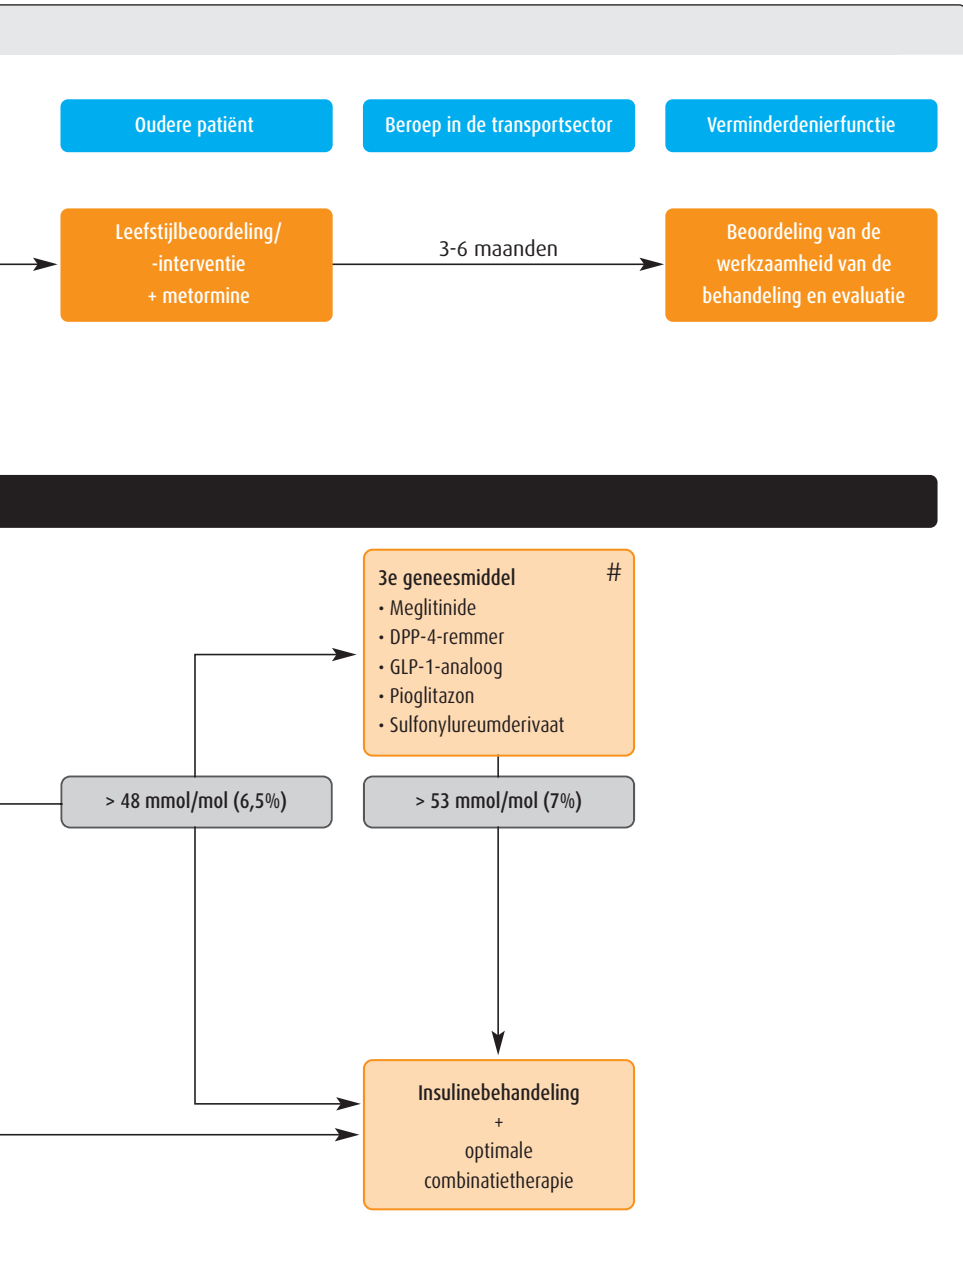 Oudere patiënt
Beroep in de transportsector
Verminderdenierfunctie
Leefstijlbeoordeling/
-interventie
+ metormine
3-6 maanden
Beoordeling van de
werkzaamheid van de
behandeling en evaluatie
3e geneesmiddel #
• Meglitinide
• DPP-4-remmer
• GLP-1-analoog
• Pioglitazon
• Sulfonylureumderivaat
> 48 mmol/mol (6,5%)
> 53 mmol/mol (7%)
Insulinebehandeling
+
optimale
combinatietherapie